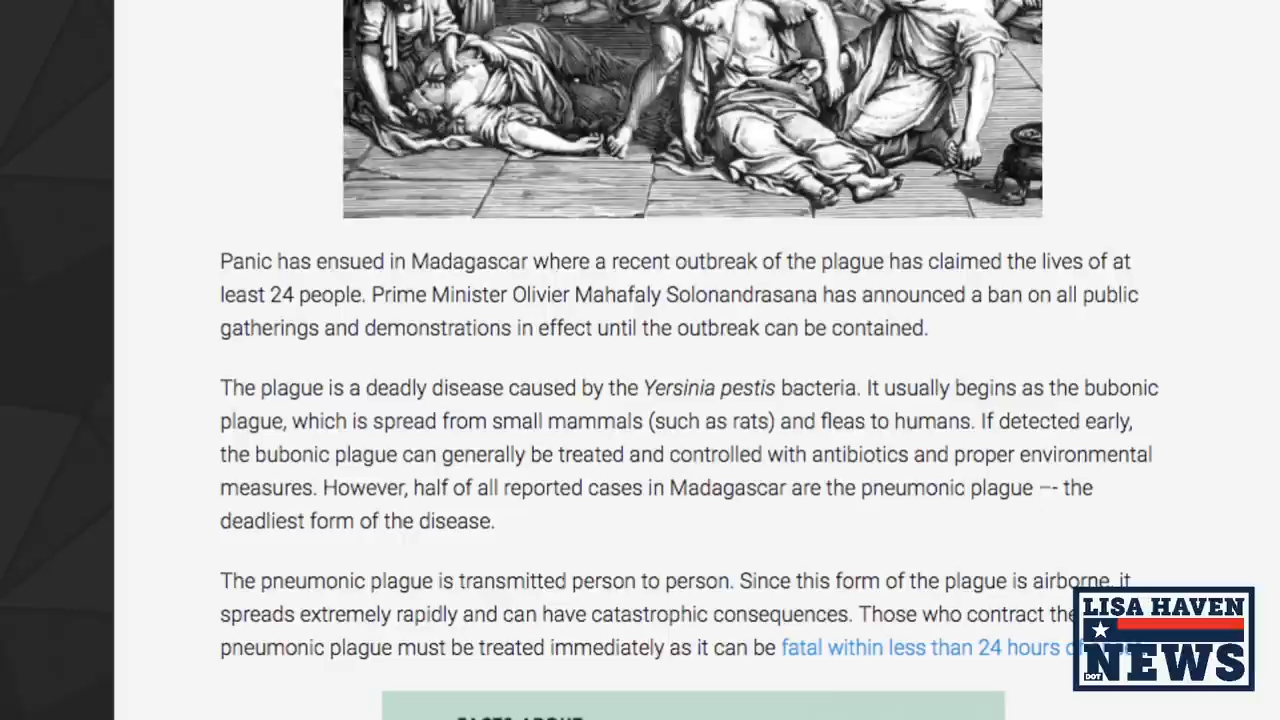 Panic has ensued in Madagascar where a recent outbreak of the plague has claimed the lives of at
least 24 people. Prime Minister Olivier Mahafaly Solonandrasana has announced a ban on all public
gatherings and demonstrations in effect until the outbreak can be contained.
The plague is a deadly disease caused by the Yersinia pestis bacteria. It usually begins as the bubonic
plague, which is spread from small mammals (such as rats) and fleas to humans. If detected early,
the bubonic plague can generally be treated and controlled with antibiotics and proper environmental
measures. However, half of all reported cases in Madagascar are the pneumonic plague –- the
deadliest form of the disease.
The pneumonic plague is transmitted person to person. Since this form of the plague is airborne, it
spreads extremely rapidly and can have catastrophic consequences. Those who contract the
pneumonic plague must be treated immediately as it can be fatal within less than 24 hours
LISA HAVEN
DOT NEWS